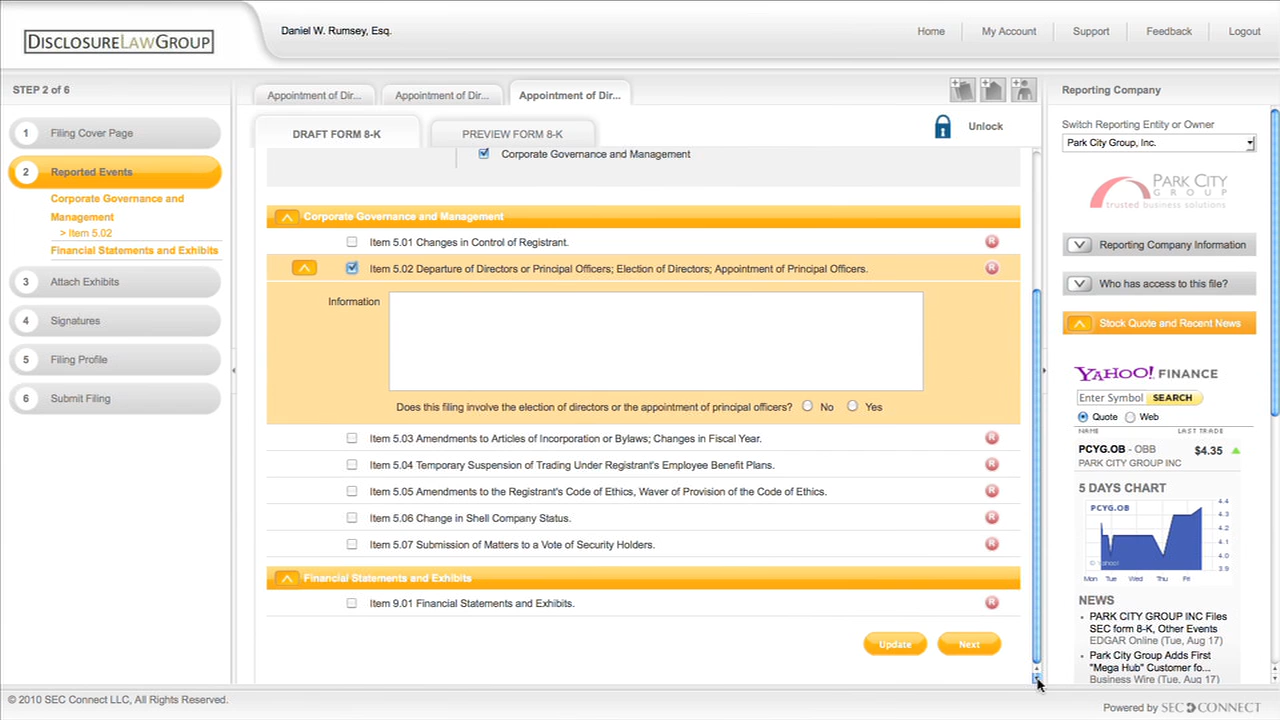 DISCLOSURELAWGROUP
Daniel W. Rumsey, Esq.
Home
My Account
Support
Feedback
Logout
STEP 2 of 6
1 Filing Cover Page
2 Reported Events
Corporate Governance and
Management
> Item 5.02
Financial Statements and Exhibits
3 Attach Exhibits
4 Signatures
5 Filing Profile
6 Submit Filing
Appointment of Dir...
Appointment of Dir...
Appointment of Dir...
DRAFT FORM 8-K
PREVIEW FORM 8-K
Unlock
Corporate Governance and Management
Corporate Governance and Management
Item 5.01 Changes in Control of Registrant. R
Item 5.02 Departure of Directors or Principal Officers; Election of Directors; Appointment of Principal Officers. R
Information
Does this filing involve the election of directors or the appointment of principal officers? No Yes
Item 5.03 Amendments to Articles of Incorporation or Bylaws; Changes in Fiscal Year. R
Item 5.04 Temporary Suspension of Trading Under Registrant's Employee Benefit Plans. R
Item 5.05 Amendments to the Registrant's Code of Ethics, Waver of Provision of the Code of Ethics. R
Item 5.06 Change in Shell Company Status. R
Item 5.07 Submission of Matters to a Vote of Security Holders. R
Financial Statements and Exhibits
Item 9.01 Financial Statements and Exhibits. R
Update
Next
Reporting Company
Switch Reporting Entity or Owner
Park City Group, Inc.
PARK CITY
GROUP
trusted business solutions
Reporting Company Information
Who has access to this file?
Stock Quote and Recent News
YAHOO! FINANCE
Enter Symbol SEARCH
Quote Web
NAME LAST TRADE
PCYG.OB - OBB $4.35
PARK CITY GROUP INC
5 DAYS CHART
PCYG.OB
4.4
4.3
4.2
4.1
4.0
3.9
© Yahoo!
Mon Tue Wed Thu Fri
NEWS
• PARK CITY GROUP INC Files
SEC form 8-K, Other Events
EDGAR Online (Tue, Aug 17)
• Park City Group Adds First
"Mega Hub" Customer fo...
Business Wire (Tue, Aug 17)
© 2010 SEC Connect LLC, All Rights Reserved.
Powered by SEC CONNECT